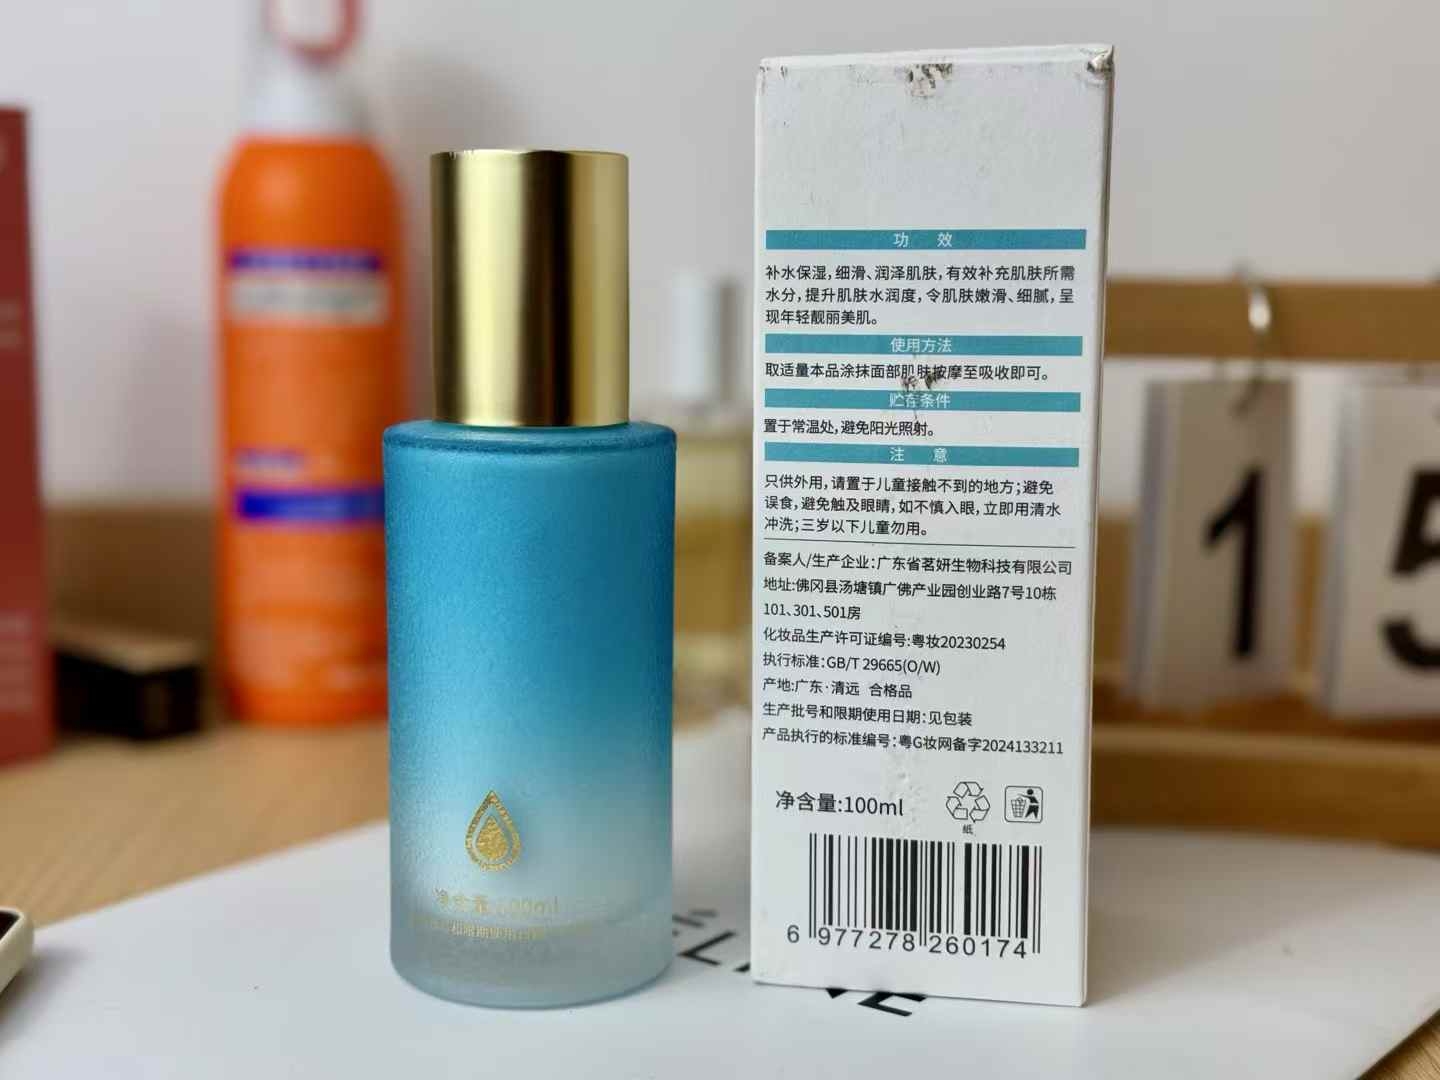 功 效
补水保湿,细滑、润泽肌肤,有效补充肌肤所需
水分,提升肌肤水润度,令肌肤嫩滑、细腻,呈
现年轻靓丽美肌。
使用方法
取适量本品涂抹面部肌肤按摩至吸收即可。
贮存条件
置于常温处,避免阳光照射。
注 意
只供外用,请置于儿童接触不到的地方;避免
误食,避免触及眼睛,如不慎入眼,立即用清水
冲洗;三岁以下儿童勿用。
备案人/生产企业:广东省茗妍生物科技有限公司
地址:佛冈县汤塘镇广佛产业园创业路7号10栋
101、301、501房
化妆品生产许可证编号:粤妆20230254
执行标准:GB/T 29665(O/W)
产地:广东·清远 合格品
生产批号和限期使用日期:见包装
产品执行的标准编号:粤G妆网备字2024133211
净含量:100ml
紙
6 977278 260174
净含量:100ml
1
5